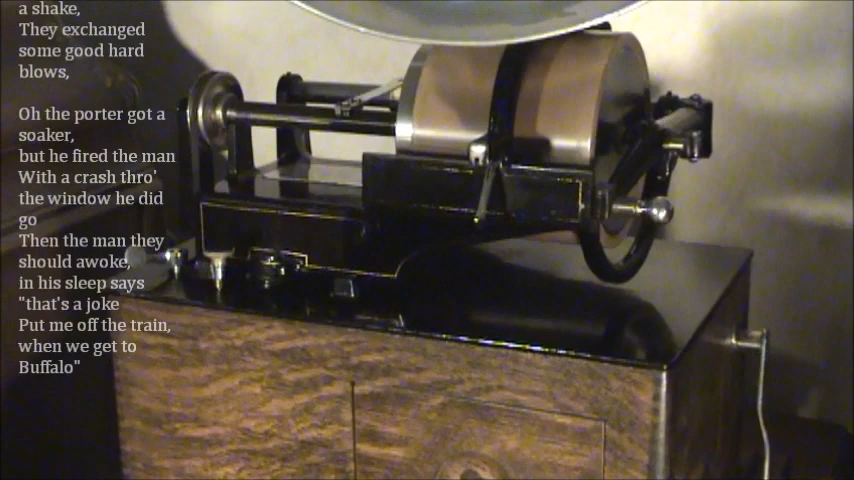 a shake,
They exchanged
some good hard
blows,
Oh the porter got a
soaker,
but he fired the man
With a crash thro'
the window he did
go
Then the man they
should awoke,
in his sleep says
"that's a joke
Put me off the train,
when we get to
Buffalo"